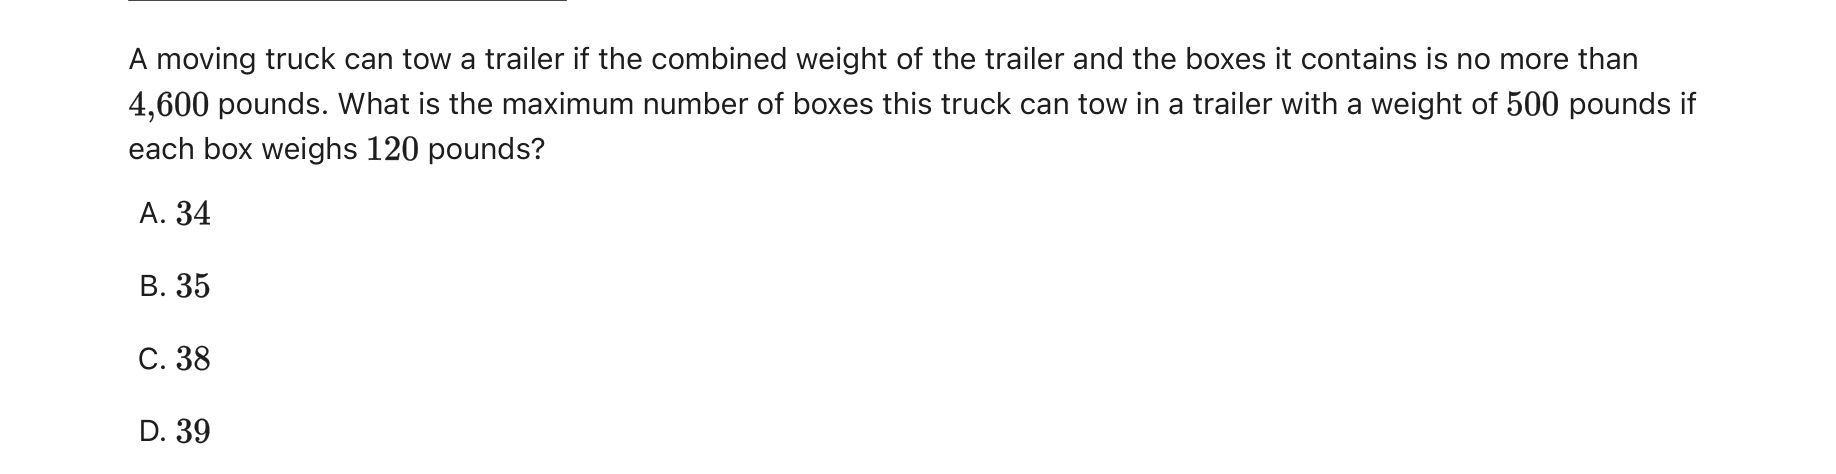 A moving truck can tow a trailer if the combined weight of the trailer and the boxes it contains is no more than
4,600 pounds. What is the maximum number of boxes this truck can tow in a trailer with a weight of 500 pounds if
each box weighs 120 pounds?
A. 34
B. 35
C. 38
D. 39